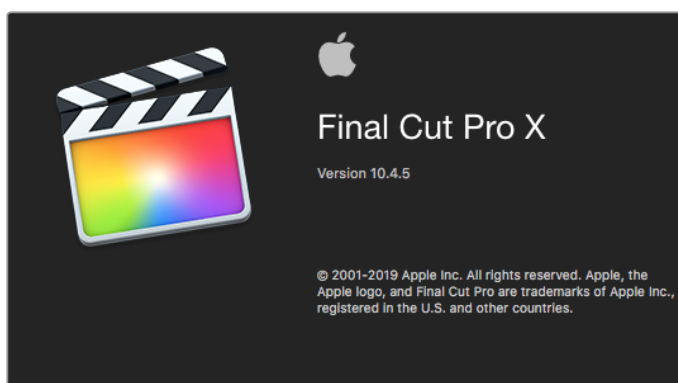 Final Cut Pro X
Version 10.4.5
© 2001-2019 Apple Inc. All rights reserved. Apple, the
Apple logo, and Final Cut Pro are trademarks of Apple Inc.,
registered in the U.S. and other countries.